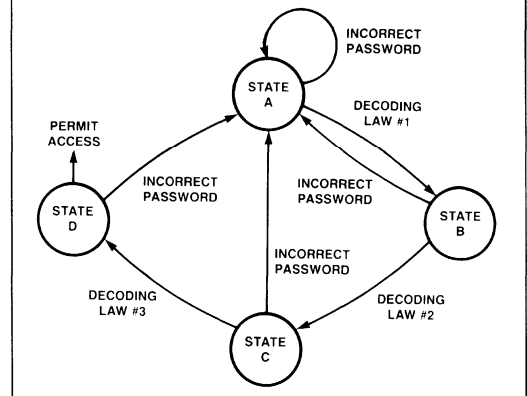 INCORRECT
PASSWORD
STATE
A
DECODING
LAW #1
PERMIT
ACCESS
INCORRECT
PASSWORD
INCORRECT
PASSWORD
STATE
D
STATE
B
INCORRECT
PASSWORD
DECODING
LAW #3
DECODING
LAW #2
STATE
C